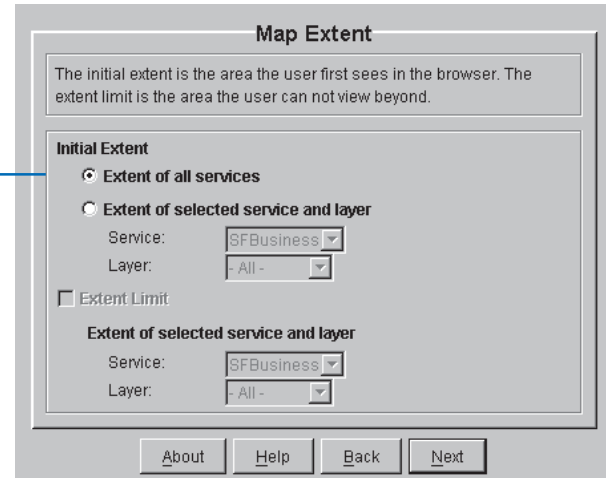 Map Extent
The initial extent is the area the user first sees in the browser. The
extent limit is the area the user can not view beyond.
Initial Extent
Extent of all services
Extent of selected service and layer
Service: SFBusiness
Layer: - All -
Extent Limit
Extent of selected service and layer
Service: SFBusiness
Layer: - All -
About Help Back Next